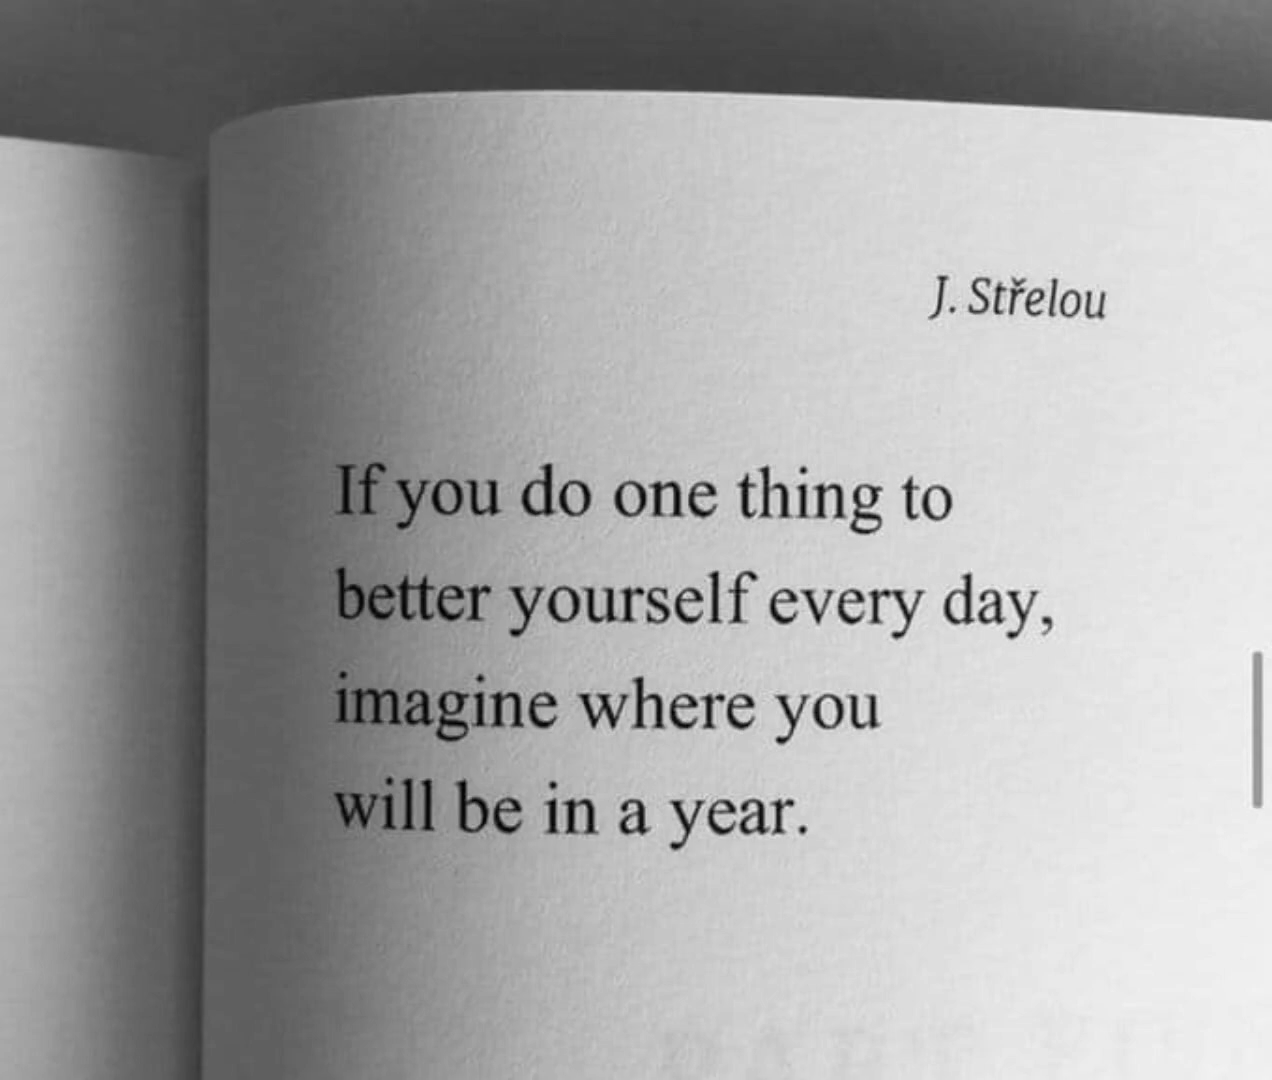 J. Střelou
If you do one thing to
better yourself every day,
imagine where you
will be in a year.